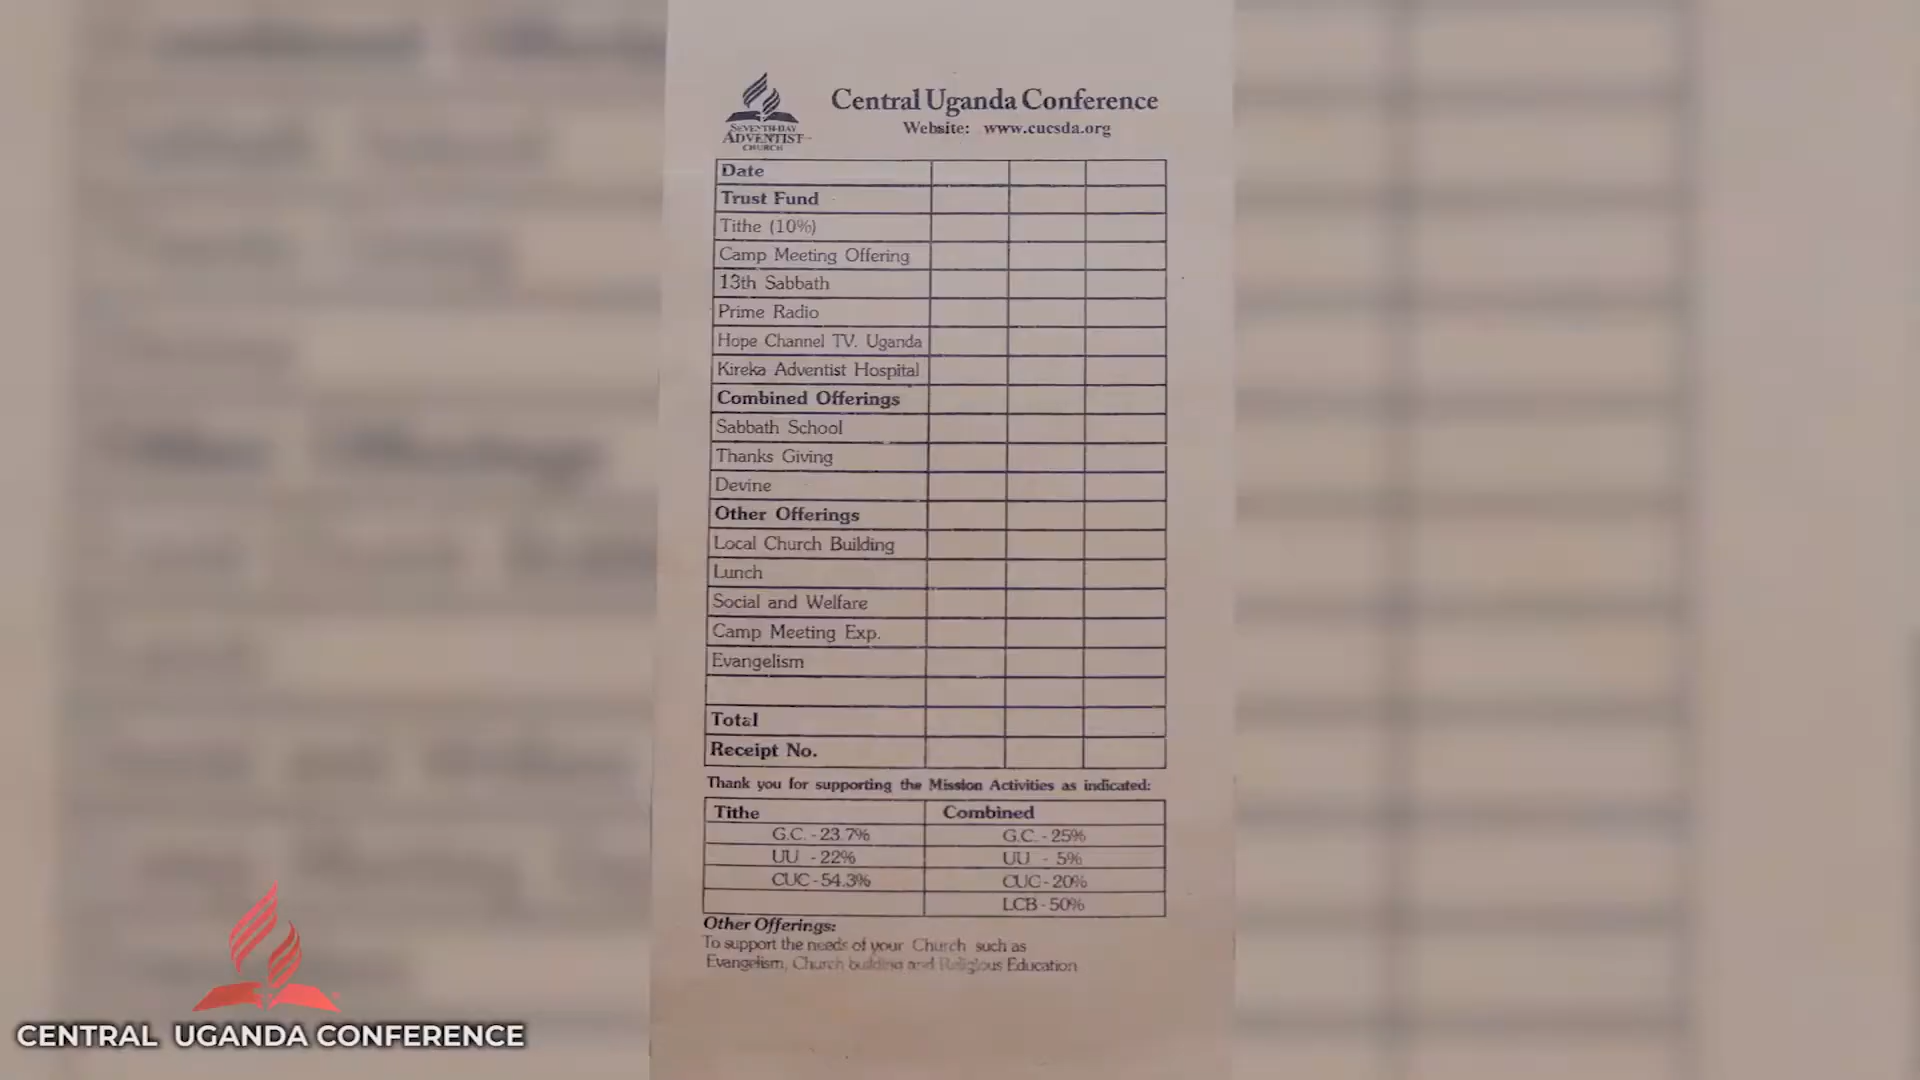 SEVENTH-DAY
ADVENTIST
CHURCH
Central Uganda Conference
Website: www.cucsda.org
Date
Trust Fund
Tithe (10%)
Camp Meeting Offering
13th Sabbath
Prime Radio
Hope Channel TV. Uganda
Kireka Adventist Hospital
Combined Offerings
Sabbath School
Thanks Giving
Devine
Other Offerings
Local Church Building
Lunch
Social and Welfare
Camp Meeting Exp.
Evangelism
Total
Receipt No.
Thank you for supporting the Mission Activities as indicated:
Tithe Combined
G.C. - 23.7% G.C. - 25%
UU - 22% UU - 5%
CUC - 54.3% CUC - 20%
LCB - 50%
Other Offerings:
To support the needs of your Church such as
Evangelism, Church building and Religious Education
CENTRAL UGANDA CONFERENCE